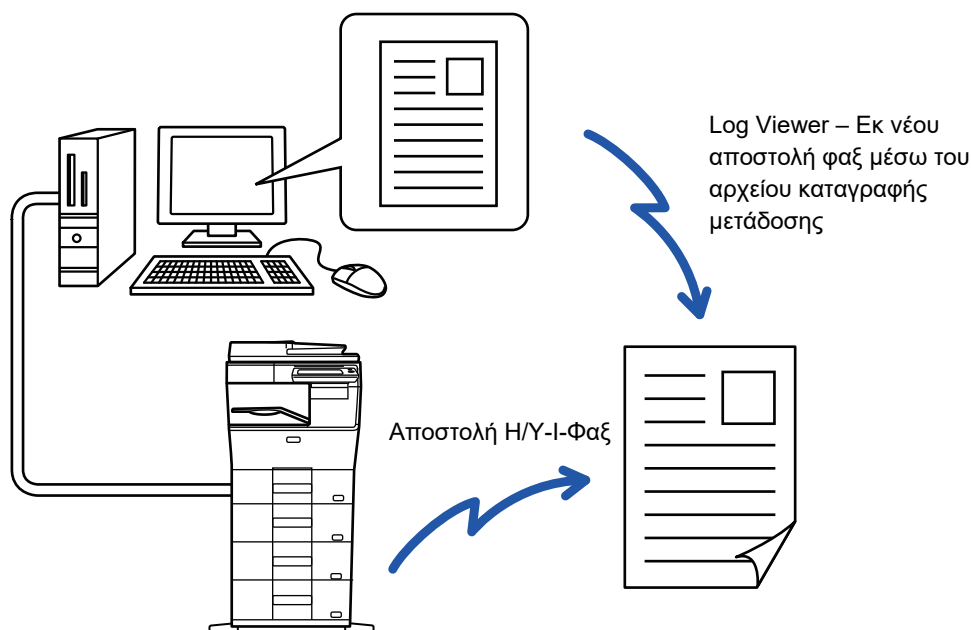 Log Viewer – Εκ νέου
αποστολή φαξ μέσω του
αρχείου καταγραφής
μετάδοσης
Αποστολή Η/Υ-Ι-Φαξ